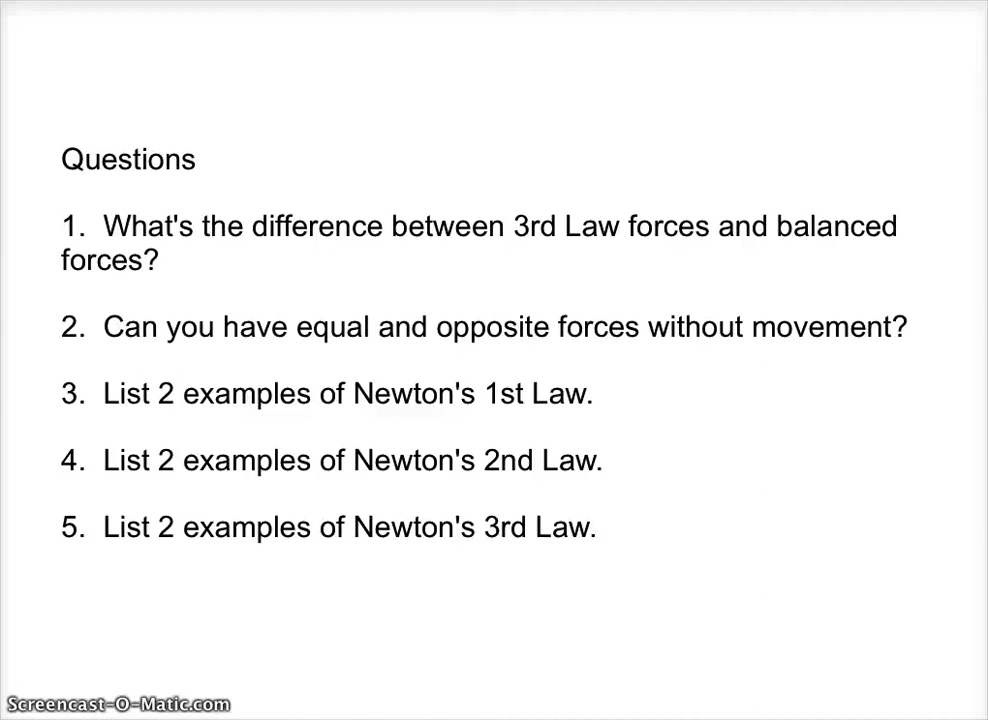 Questions
1. What's the difference between 3rd Law forces and balanced
forces?
2. Can you have equal and opposite forces without movement?
3. List 2 examples of Newton's 1st Law.
4. List 2 examples of Newton's 2nd Law.
5. List 2 examples of Newton's 3rd Law.
Screencast-O-Matic.com